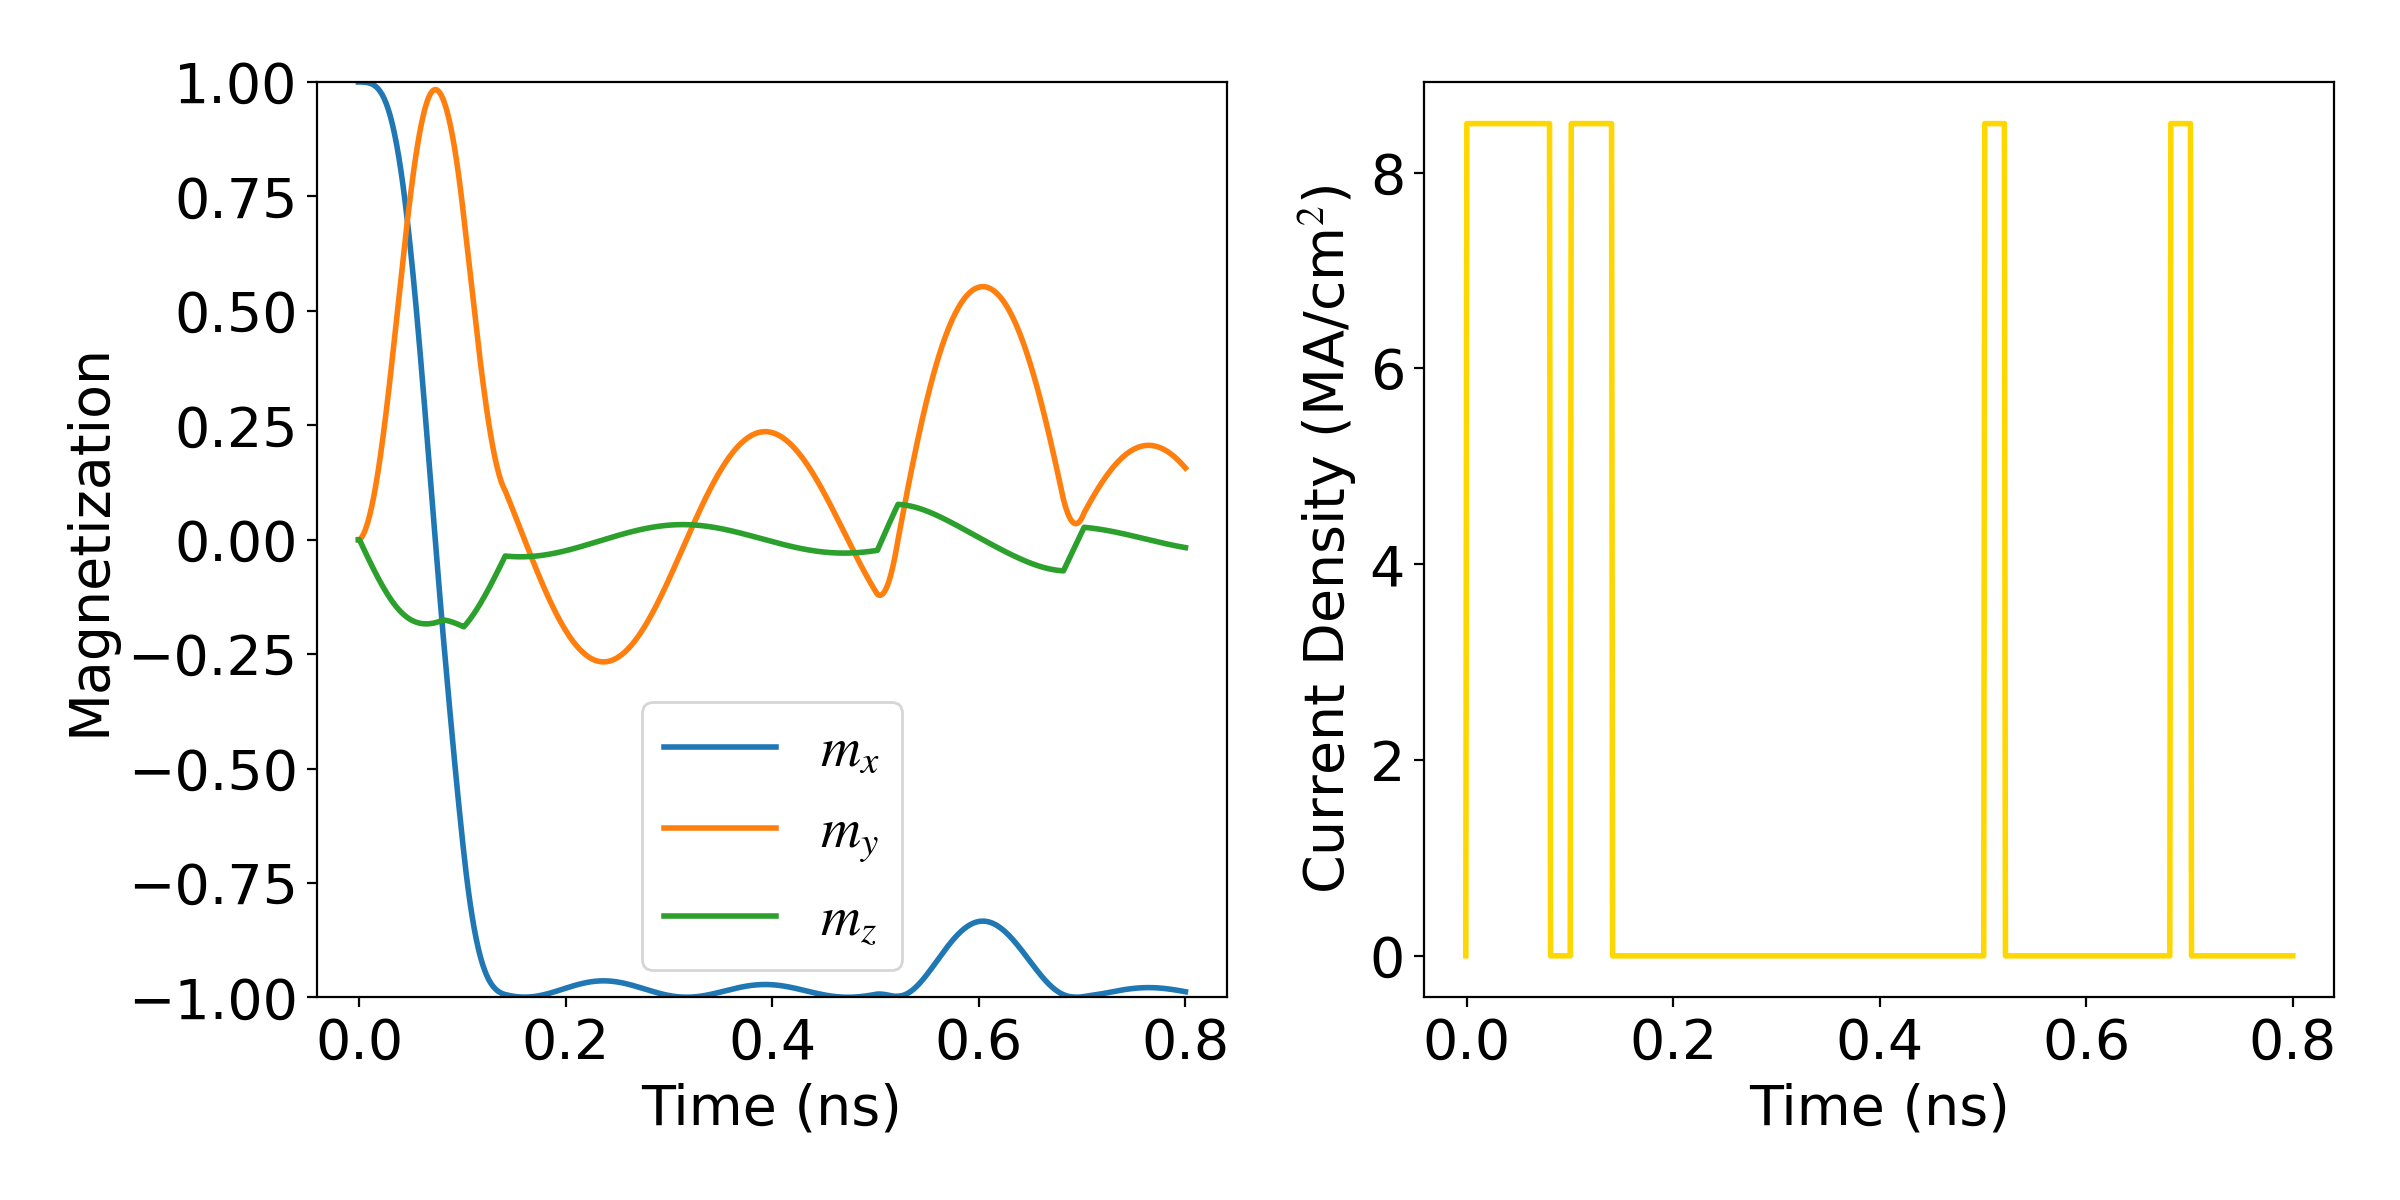 Magnetization
1.00
0.75
0.50
0.25
0.00
−0.25
−0.50
−0.75
−1.00
0.0 0.2 0.4 0.6 0.8
Time (ns)
m_x
m_y
m_z
Current Density (MA/cm²)
8
6
4
2
0
0.0 0.2 0.4 0.6 0.8
Time (ns)